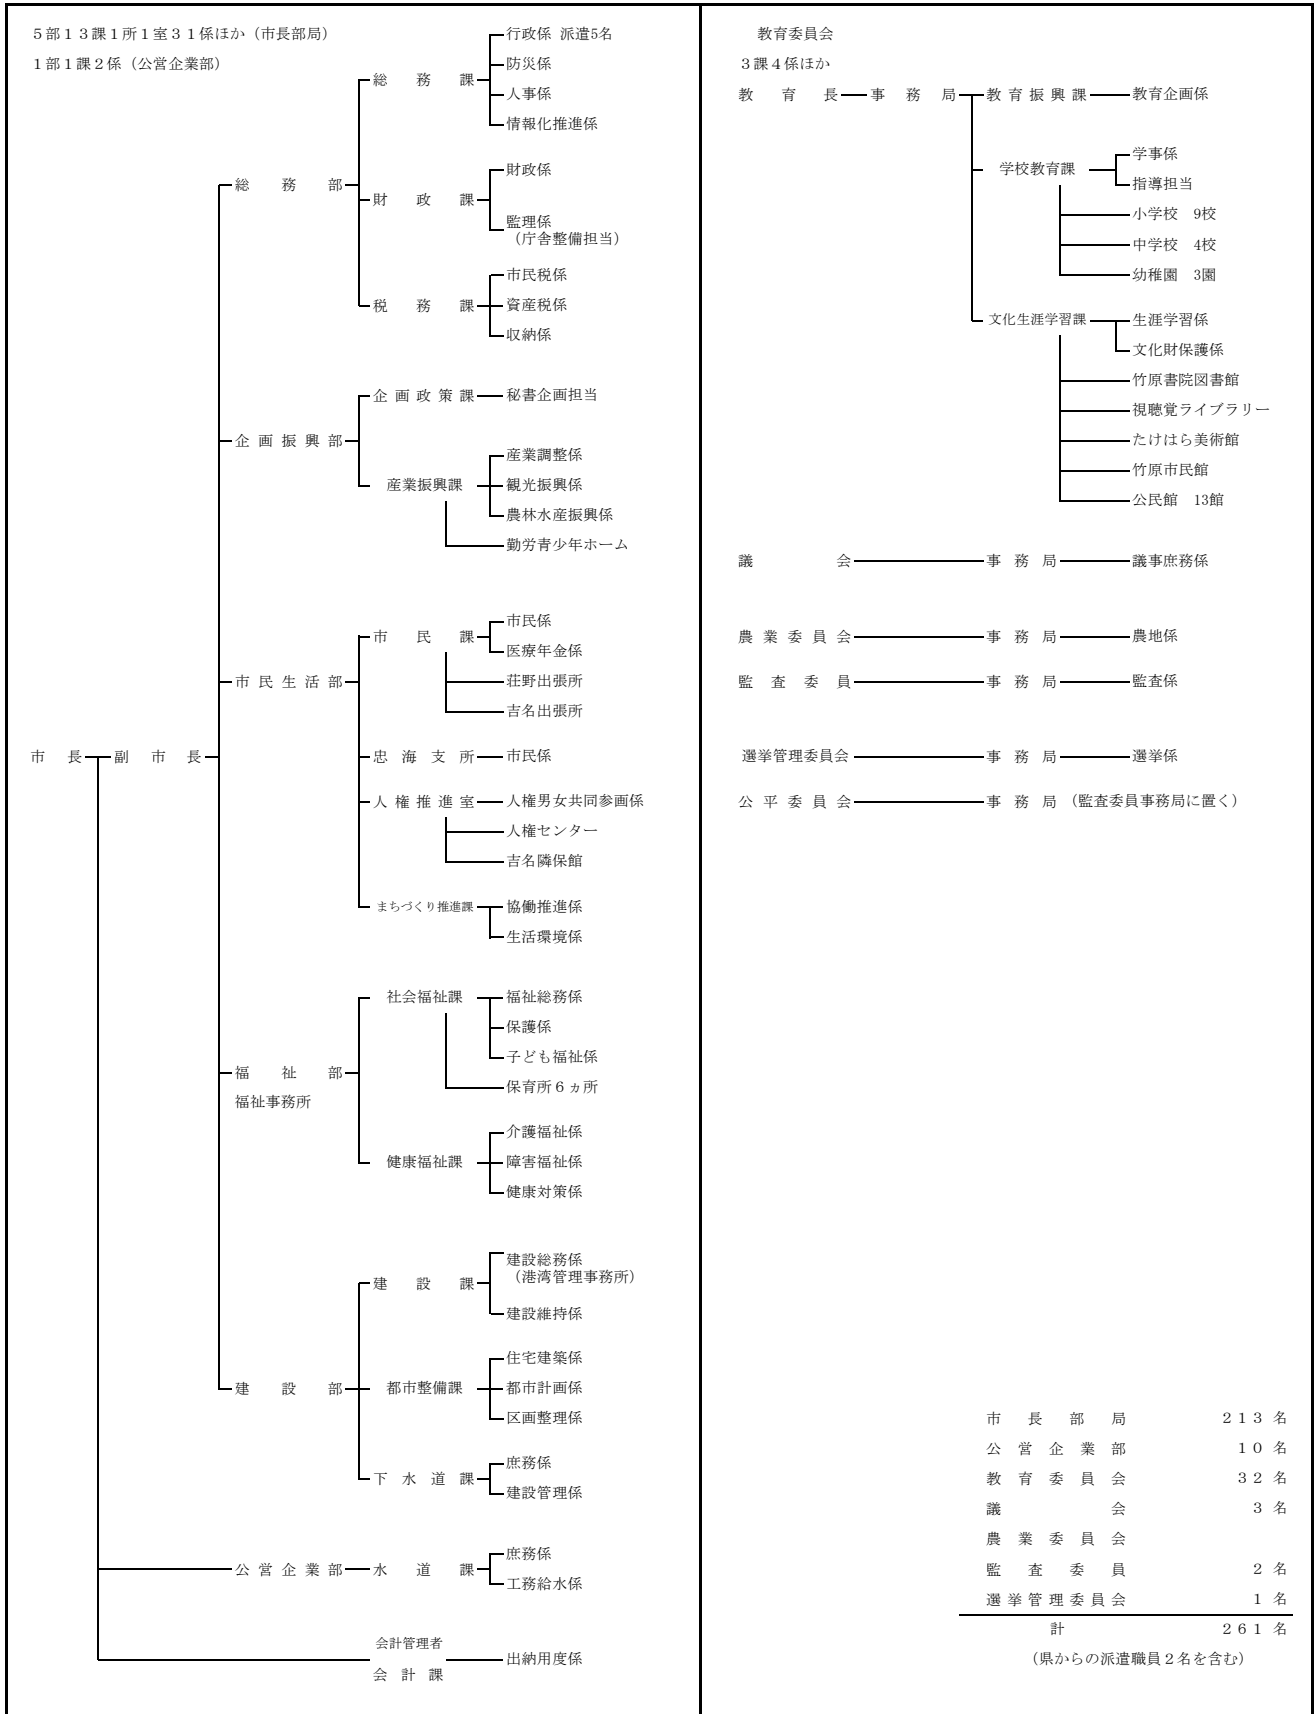 ５部１３課１所１室３１係ほか（市長部局）
１部１課２係（公営企業部）
行政係 派遣5名
防災係
総務課
人事係
情報化推進係
財政係
総務部
財政課
監理係
（庁舎整備担当）
市民税係
税務課
資産税係
収納係
企画政策課
秘書企画担当
企画振興部
産業調整係
産業振興課
観光振興係
農林水産振興係
勤労青少年ホーム
市民係
市民課
医療年金係
市民生活部
荘野出張所
吉名出張所
市長
副市長
忠海支所
市民係
人権推進室
人権男女共同参画係
人権センター
吉名隣保館
まちづくり推進課
協働推進係
生活環境係
社会福祉課
福祉総務係
保護係
子ども福祉係
福祉部
福祉事務所
保育所６ヵ所
介護福祉係
健康福祉課
障害福祉係
健康対策係
建設総務係
（港湾管理事務所）
建設課
建設維持係
住宅建築係
建設部
都市整備課
都市計画係
区画整理係
庶務係
下水道課
建設管理係
庶務係
公営企業部
水道課
工務給水係
会計管理者
会計課
出納用度係
教育委員会
３課４係ほか
教育長
事務局
教育振興課
教育企画係
学事係
学校教育課
指導担当
小学校　9校
中学校　4校
幼稚園　3園
文化生涯学習課
生涯学習係
文化財保護係
竹原書院図書館
視聴覚ライブラリー
たけはら美術館
竹原市民館
公民館　13館
議会
事務局
議事庶務係
農業委員会
事務局
農地係
監査委員
事務局
監査係
選挙管理委員会
事務局
選挙係
公平委員会
事務局
（監査委員事務局に置く）
市長部局　２１３名
公営企業部　１０名
教育委員会　３２名
議会　３名
農業委員会
監査委員　２名
選挙管理委員会　１名
計　２６１名
（県からの派遣職員２名を含む）